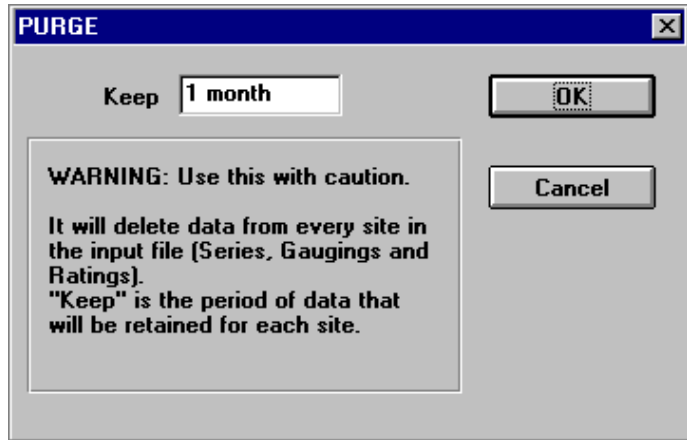 PURGE
Keep 1 month
OK
WARNING: Use this with caution.
Cancel
It will delete data from every site in
the input file (Series, Gaugings and
Ratings).
"Keep" is the period of data that
will be retained for each site.